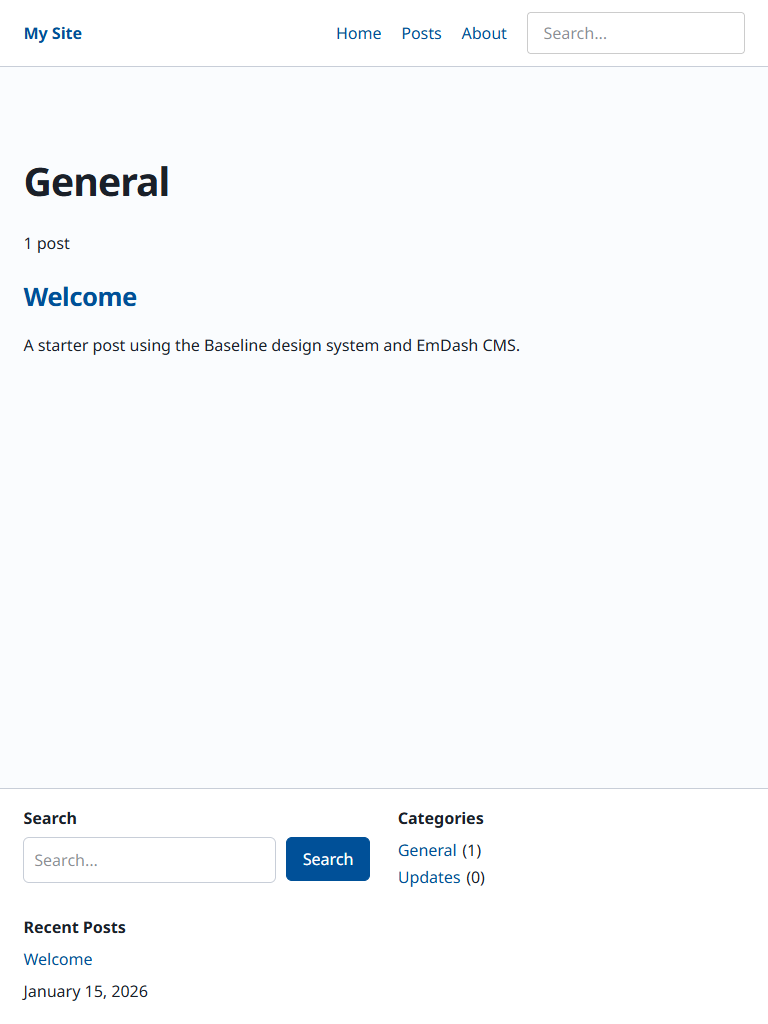 My Site
Home Posts About Search...
General
1 post
Welcome
A starter post using the Baseline design system and EmDash CMS.
Search
Search... Search
Categories
General (1)
Updates (0)
Recent Posts
Welcome
January 15, 2026